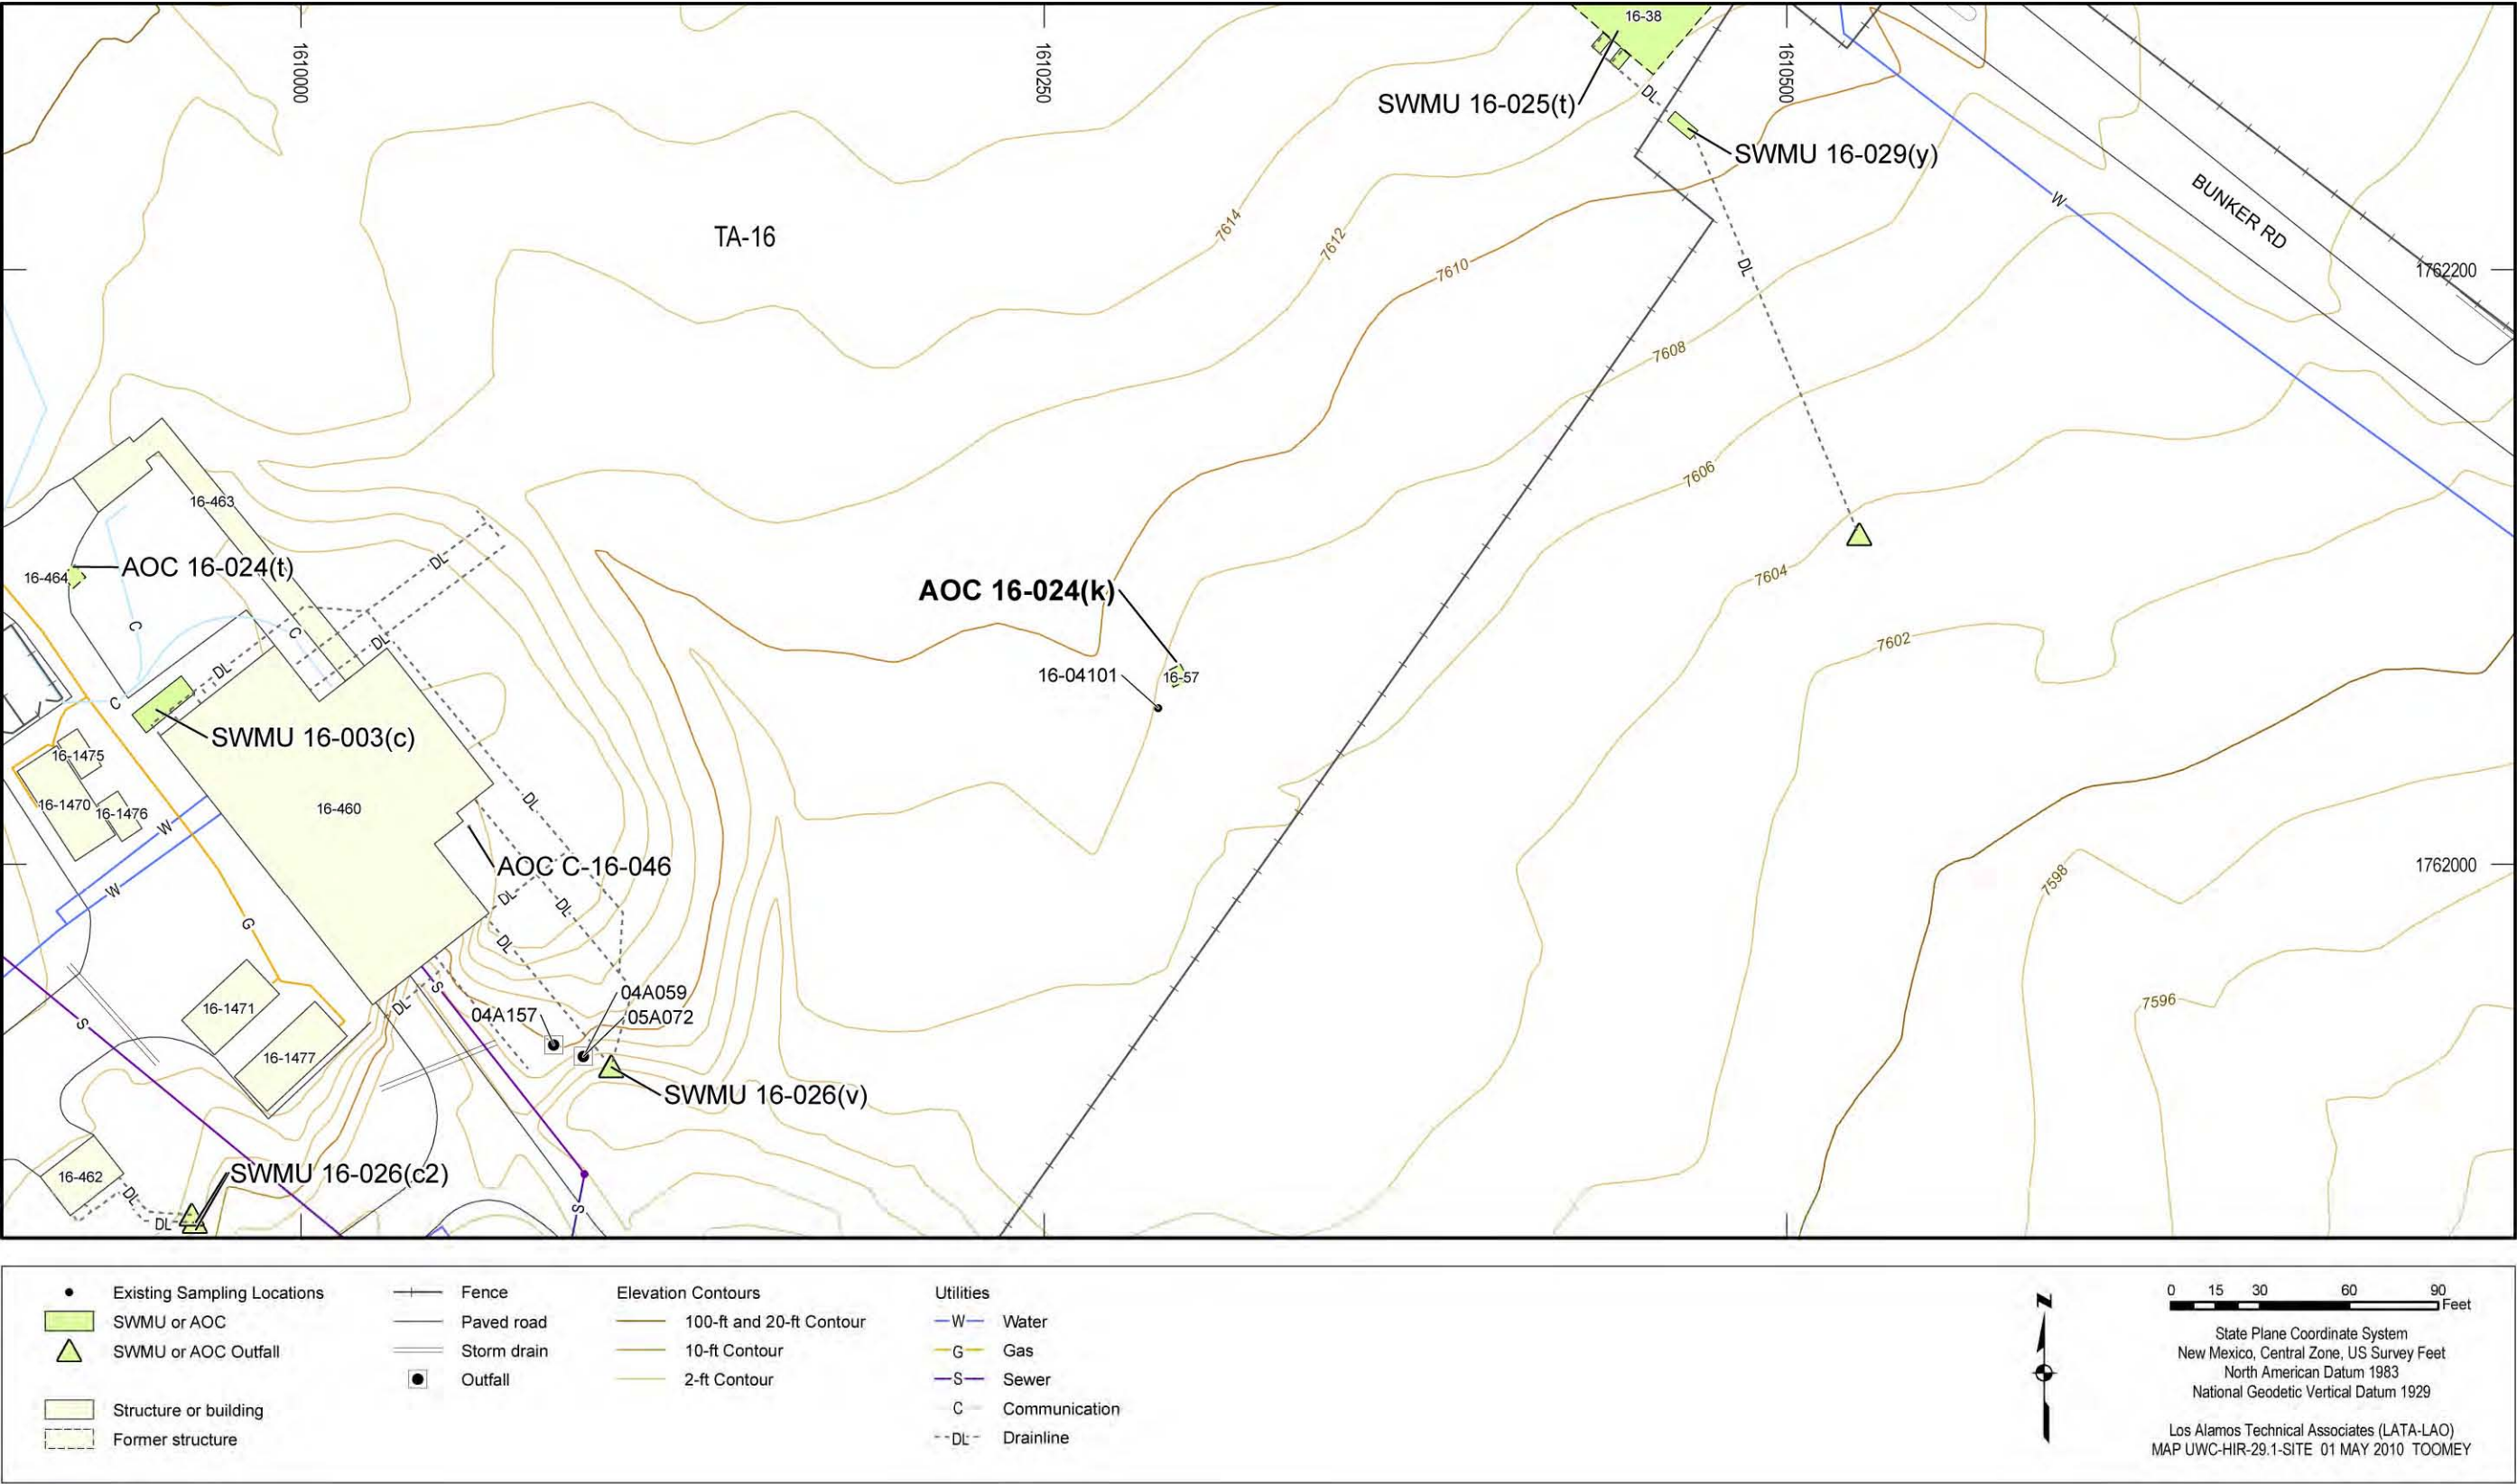 16-38
1610000
1610250
1610500
SWMU 16-025(t)
DL
SWMU 16-029(y)
W
BUNKER RD
TA-16
7614
7612
7610
DL
1762200
7608
7606
7604
7602
16-463
DL
AOC 16-024(t)
16-464
C
C
DL
DL
AOC 16-024(k)
16-57
16-04101
C
SWMU 16-003(c)
16-1475
16-1470
16-1476
16-460
DL
W
W
AOC C-16-046
DL
DL
DL
1762000
7598
7596
G
S
16-1471
16-1477
DL
S
04A059
05A072
04A157
SWMU 16-026(v)
16-462
SWMU 16-026(c2)
DL
DL
S
Existing Sampling Locations
SWMU or AOC
SWMU or AOC Outfall
Structure or building
Former structure
Fence
Paved road
Storm drain
Outfall
Elevation Contours
100-ft and 20-ft Contour
10-ft Contour
2-ft Contour
Utilities
W Water
G Gas
S Sewer
C Communication
DL Drainline
N
0 15 30 60 90
Feet
State Plane Coordinate System
New Mexico, Central Zone, US Survey Feet
North American Datum 1983
National Geodetic Vertical Datum 1929
Los Alamos Technical Associates (LATA-LAO)
MAP UWC-HIR-29.1-SITE 01 MAY 2010 TOOMEY